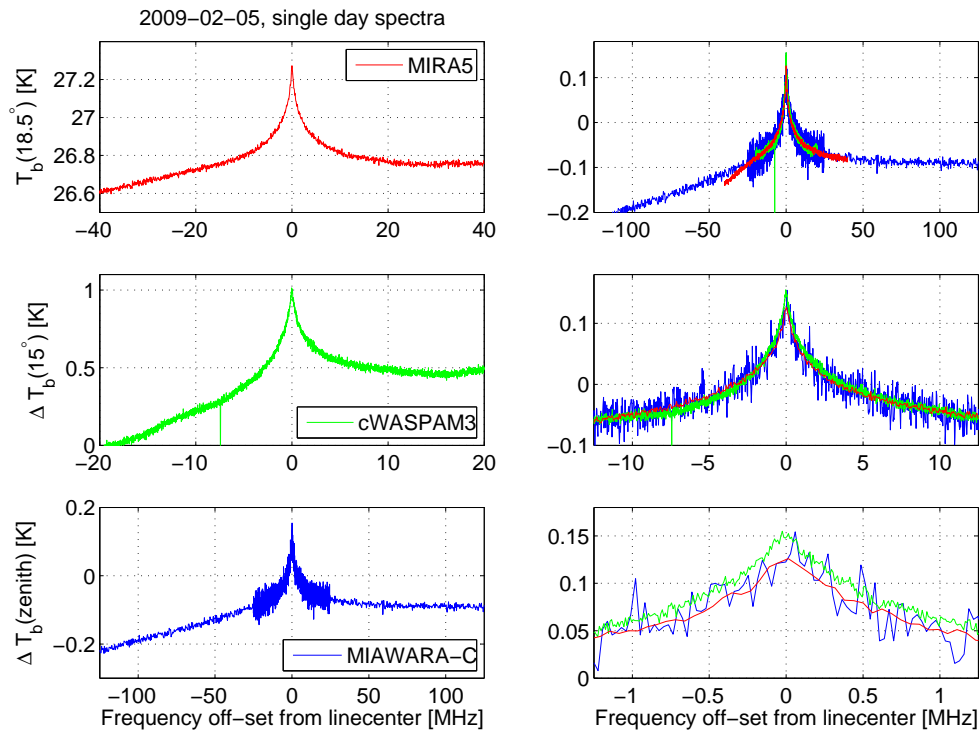 2009−02−05, single day spectra
T_b(18.5°) [K]
27.2
27
26.8
26.6
−40 −20 0 20 40
MIRA5
0.1
0
−0.1
−0.2
−100 −50 0 50 100
Δ T_b(15°) [K]
1
0.5
0
−20 −10 0 10 20
cWASPAM3
0.1
0
−0.1
−10 −5 0 5 10
Δ T_b(zenith) [K]
0.2
0
−0.2
−100 −50 0 50 100
MIAWARA−C
Frequency off−set from linecenter [MHz]
0.15
0.1
0.05
0
−1 −0.5 0 0.5 1
Frequency off−set from linecenter [MHz]